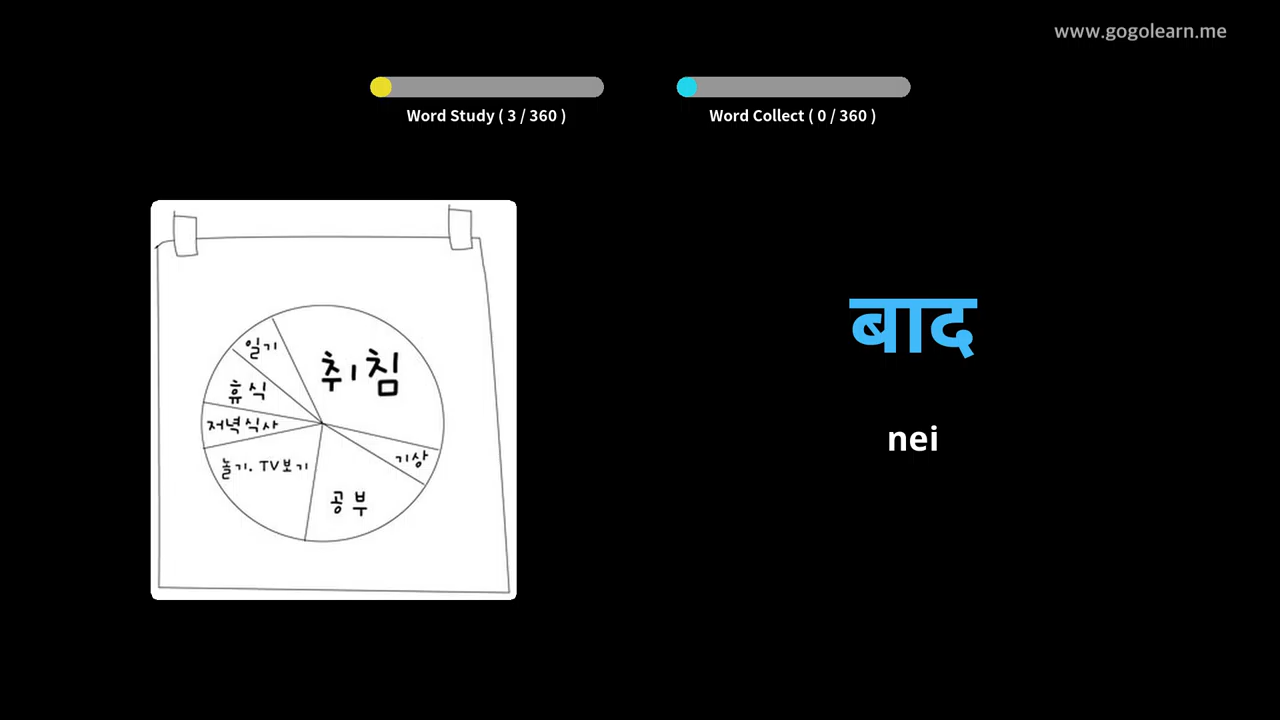 www.gogolearn.me
Word Study ( 3 / 360 )
Word Collect ( 0 / 360 )
일기
취침
휴식
저녁식사
놀기. TV보기
기상
공부
बाद
nei